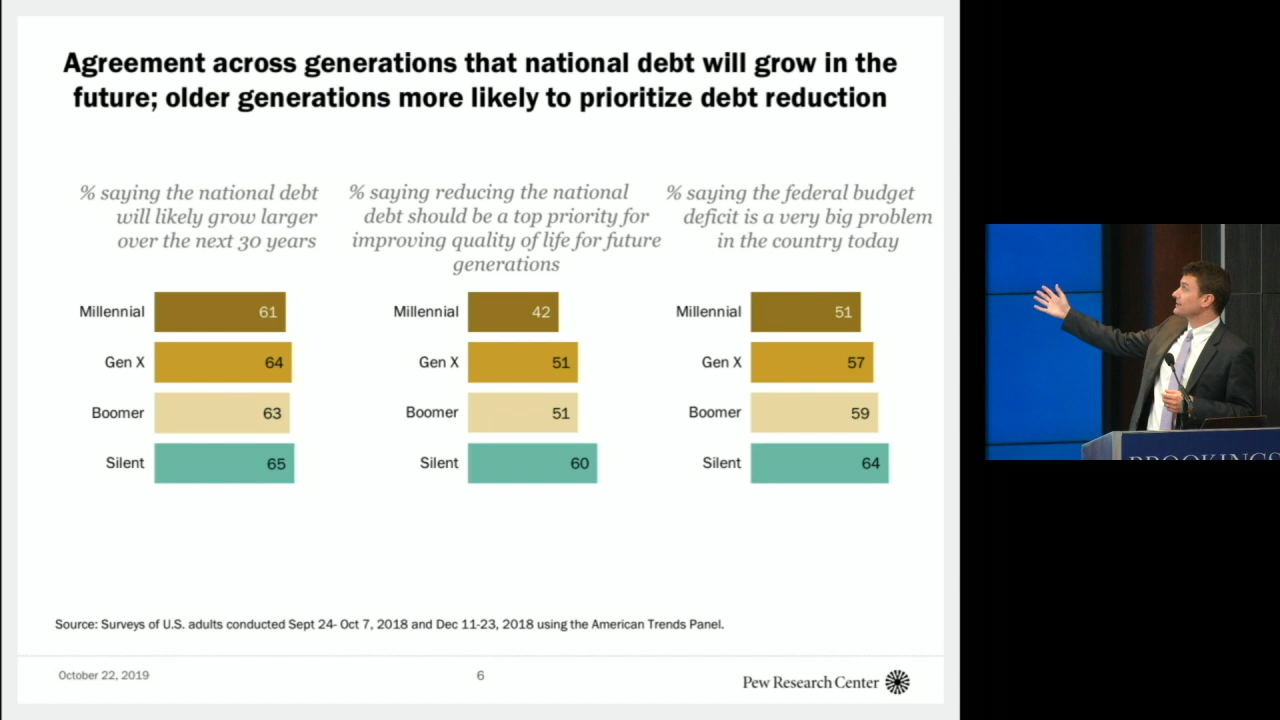 Agreement across generations that national debt will grow in the
future; older generations more likely to prioritize debt reduction
% saying the national debt
will likely grow larger
over the next 30 years
Millennial 61
Gen X 64
Boomer 63
Silent 65
% saying reducing the national
debt should be a top priority for
improving quality of life for future
generations
Millennial 42
Gen X 51
Boomer 51
Silent 60
% saying the federal budget
deficit is a very big problem
in the country today
Millennial 51
Gen X 57
Boomer 59
Silent 64
Source: Surveys of U.S. adults conducted Sept 24- Oct 7, 2018 and Dec 11-23, 2018 using the American Trends Panel.
October 22, 2019
6
Pew Research Center
BROOKINGS